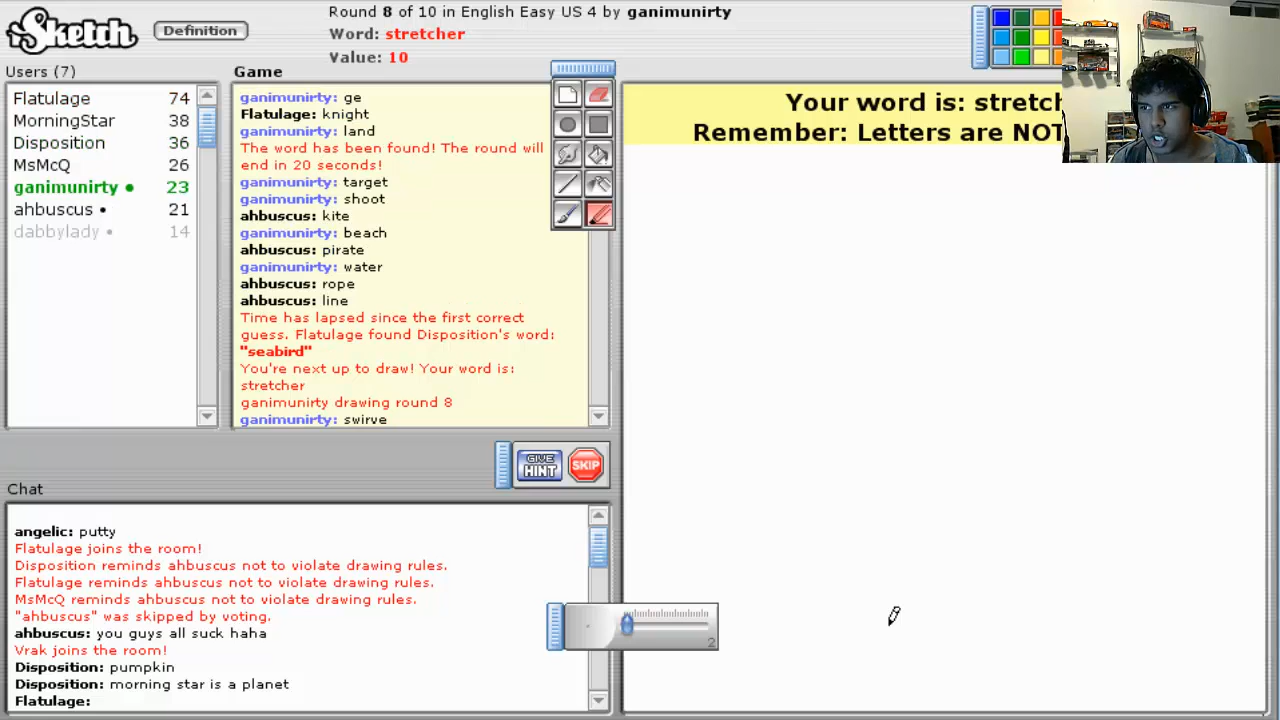 iSketch
Definition
Round 8 of 10 in English Easy US 4 by ganimunirty
Word: stretcher
Value: 10
Users (7)
Flatulage 74
MorningStar 38
Disposition 36
MsMcQ 26
ganimunirty • 23
ahbuscus • 21
dabbylady • 14
Game
ganimunirty: ge
Flatulage: knight
ganimunirty: land
The word has been found! The round will
end in 20 seconds!
ganimunirty: target
ganimunirty: shoot
ahbuscus: kite
ganimunirty: beach
ahbuscus: pirate
ganimunirty: water
ahbuscus: rope
ahbuscus: line
Time has lapsed since the first correct
guess. Flatulage found Disposition's word:
"seabird"
You're next up to draw! Your word is:
stretcher
ganimunirty drawing round 8
ganimunirty: swirve
Your word is: stretch
Remember: Letters are NOT
GIVE
HINT
SKIP
Chat
angelic: putty
Flatulage joins the room!
Disposition reminds ahbuscus not to violate drawing rules.
Flatulage reminds ahbuscus not to violate drawing rules.
MsMcQ reminds ahbuscus not to violate drawing rules.
"ahbuscus" was skipped by voting.
ahbuscus: you guys all suck haha
Vrak joins the room!
Disposition: pumpkin
Disposition: morning star is a planet
Flatulage:
2